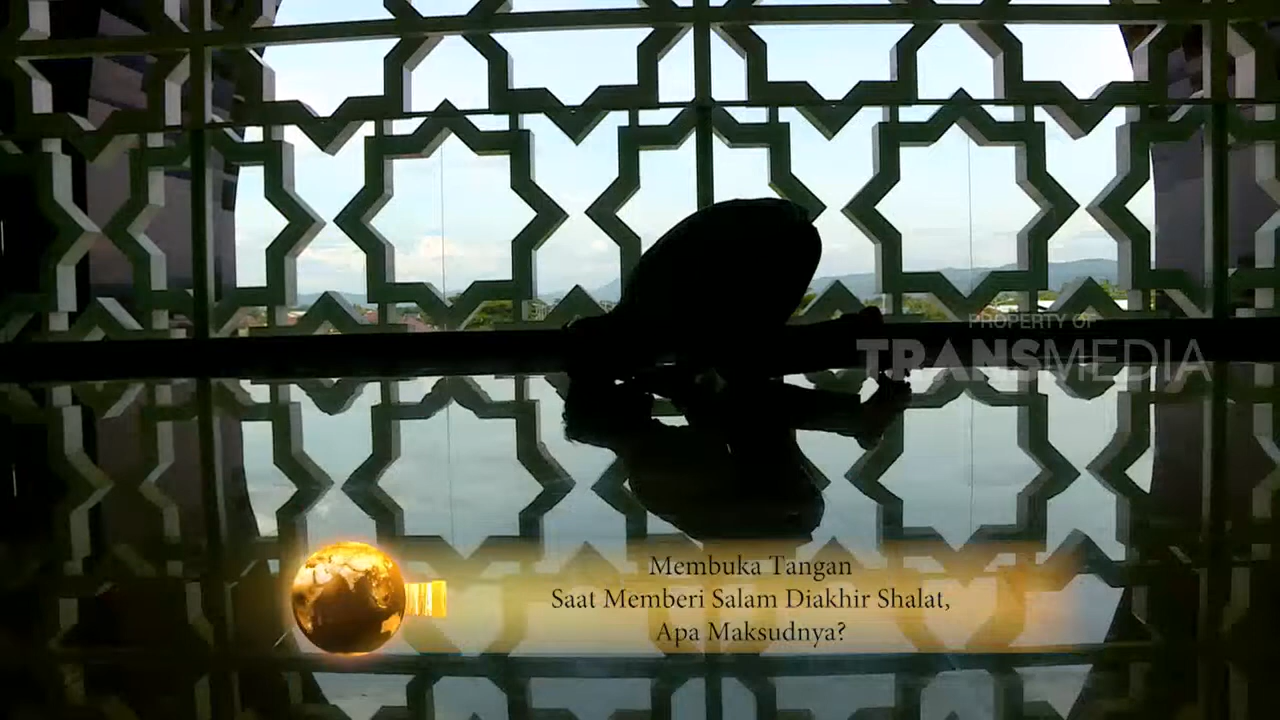 PROPERTY OF
TRANSMEDIA
Membuka Tangan
Saat Memberi Salam Diakhir Shalat,
Apa Maksudnya?